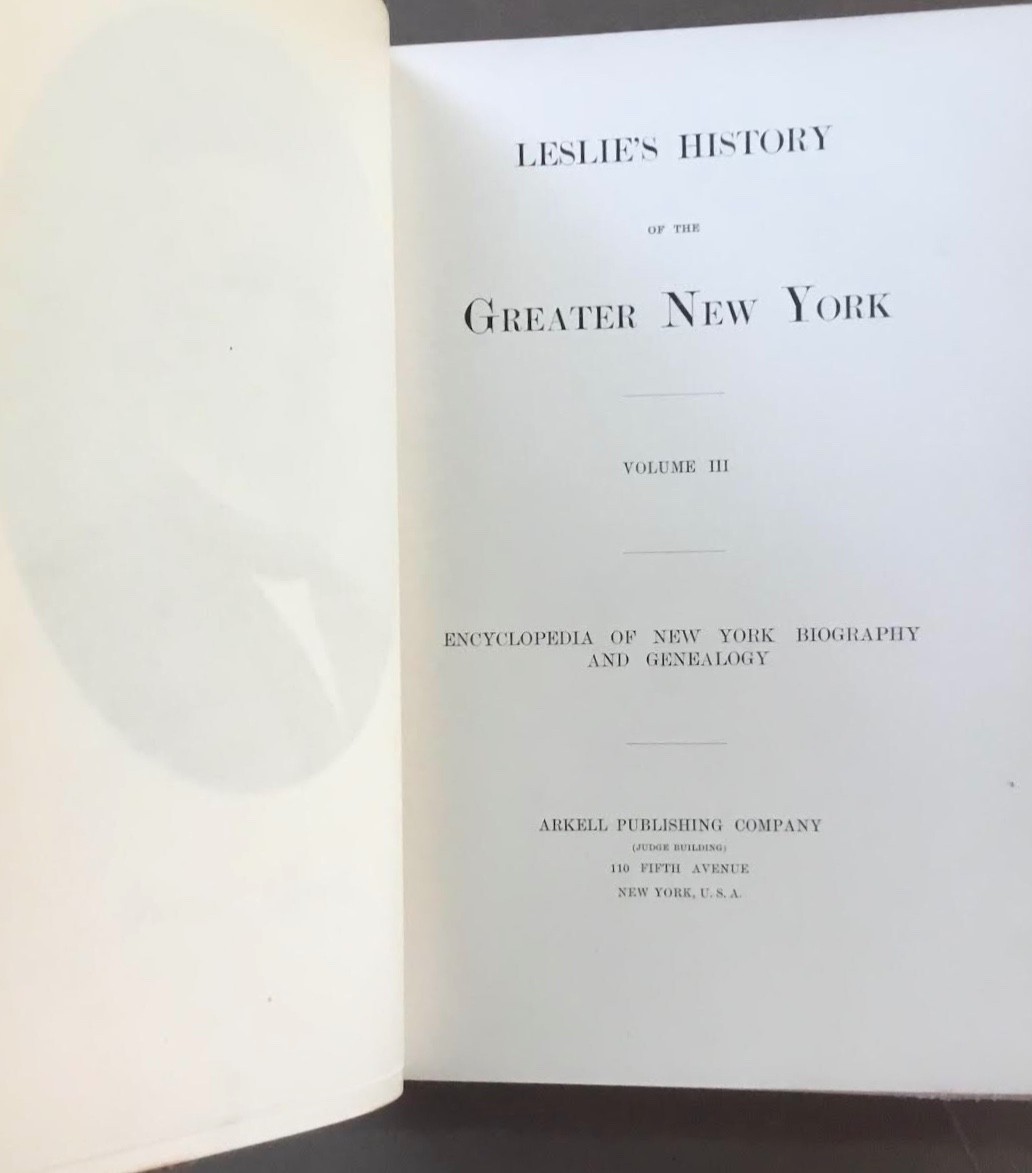 LESLIE'S HISTORY
OF THE
GREATER NEW YORK
VOLUME III
ENCYCLOPEDIA OF NEW YORK BIOGRAPHY
AND GENEALOGY
ARKELL PUBLISHING COMPANY
(JUDGE BUILDING)
110 FIFTH AVENUE
NEW YORK, U. S. A.